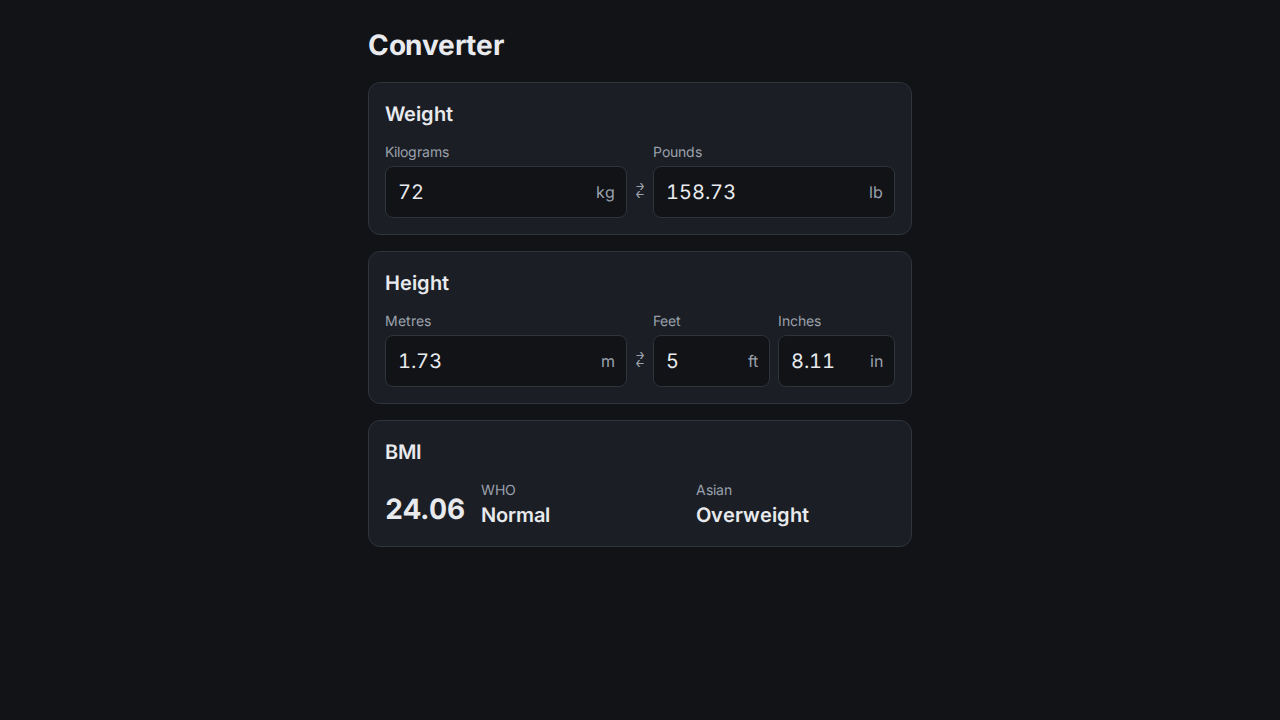 Converter
Weight
Kilograms Pounds
72 kg ⇄ 158.73 lb
Height
Metres Feet Inches
1.73 m ⇄ 5 ft 8.11 in
BMI
WHO Asian
24.06 Normal Overweight